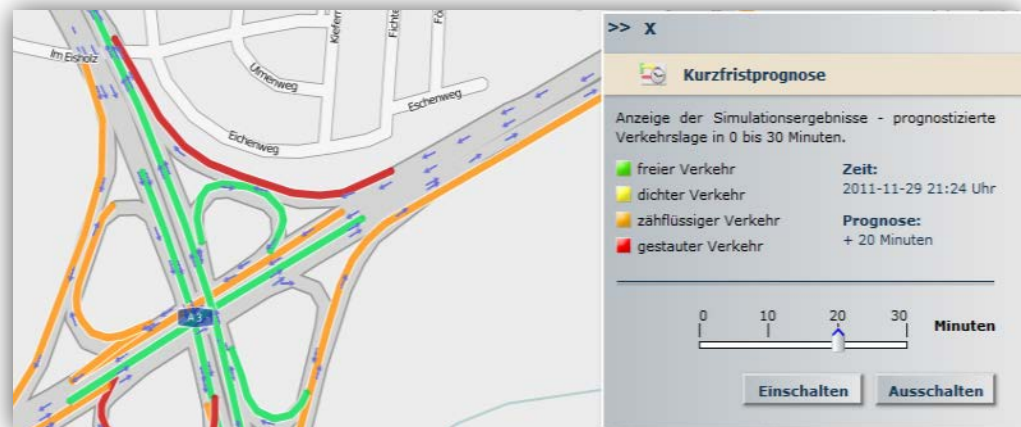 Im Eisholz
Ulmenweg
Eichenweg
Eschenweg
A3
>> X
Kurzfristprognose
Anzeige der Simulationsergebnisse - prognostizierte
Verkehrslage in 0 bis 30 Minuten.
freier Verkehr
dichter Verkehr
zähflüssiger Verkehr
gestauter Verkehr
Zeit:
2011-11-29 21:24 Uhr
Prognose:
+ 20 Minuten
0 10 20 30 Minuten
Einschalten Ausschalten